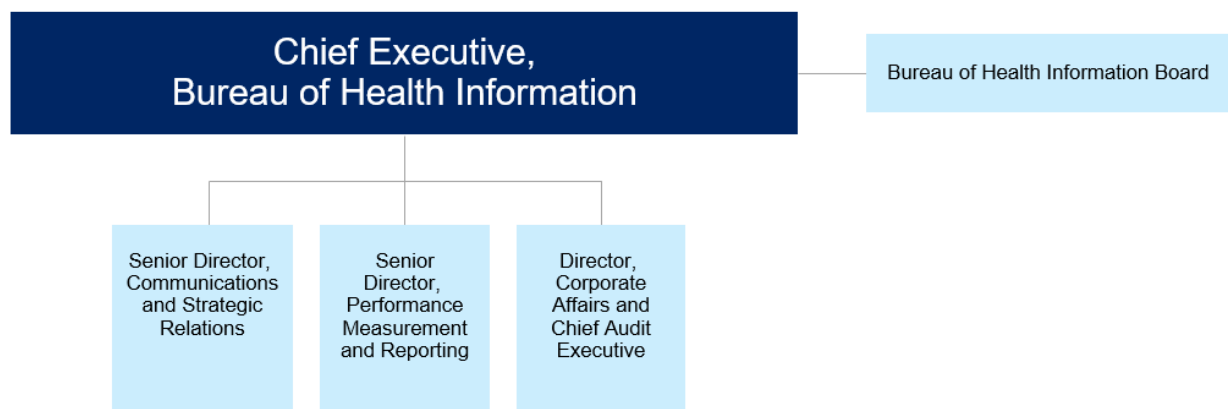 Chief Executive,
Bureau of Health Information
Bureau of Health Information Board
Senior Director,
Communications
and Strategic
Relations
Senior
Director,
Performance
Measurement
and Reporting
Director,
Corporate
Affairs and
Chief Audit
Executive